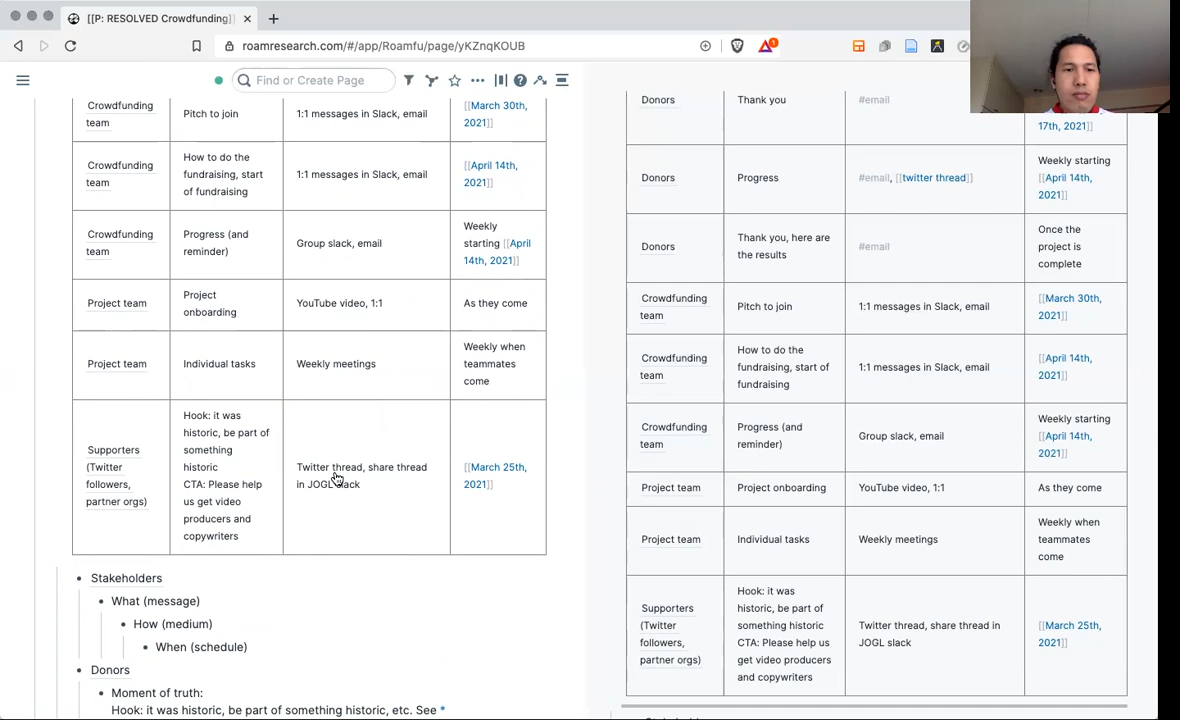 [[P: RESOLVED Crowdfunding]]
roamresearch.com/#/app/Roamfu/page/yKZnqKOUB
1
Find or Create Page
Crowdfunding
team
Pitch to join
1:1 messages in Slack, email
[[March 30th,
2021]]
Crowdfunding
team
How to do the
fundraising, start
of fundraising
1:1 messages in Slack, email
[[April 14th,
2021]]
Crowdfunding
team
Progress (and
reminder)
Group slack, email
Weekly
starting [[April
14th, 2021]]
Project team
Project
onboarding
YouTube video, 1:1
As they come
Project team
Individual tasks
Weekly meetings
Weekly when
teammates
come
Supporters
(Twitter
followers,
partner orgs)
Hook: it was
historic, be part of
something
historic
CTA: Please help
us get video
producers and
copywriters
Twitter thread, share thread
in JOGL slack
[[March 25th,
2021]]
Stakeholders
What (message)
How (medium)
When (schedule)
Donors
Moment of truth:
Hook: it was historic, be part of something historic, etc. See *
Donors
Thank you
#email
17th, 2021]]
Donors
Progress
#email, [[twitter thread]]
Weekly starting
[[April 14th,
2021]]
Donors
Thank you, here are
the results
#email
Once the
project is
complete
Crowdfunding
team
Pitch to join
1:1 messages in Slack, email
[[March 30th,
2021]]
Crowdfunding
team
How to do the
fundraising, start of
fundraising
1:1 messages in Slack, email
[[April 14th,
2021]]
Crowdfunding
team
Progress (and
reminder)
Group slack, email
Weekly starting
[[April 14th,
2021]]
Project team
Project onboarding
YouTube video, 1:1
As they come
Project team
Individual tasks
Weekly meetings
Weekly when
teammates
come
Supporters
(Twitter
followers,
partner orgs)
Hook: it was
historic, be part of
something historic
CTA: Please help us
get video producers
and copywriters
Twitter thread, share thread in
JOGL slack
[[March 25th,
2021]]